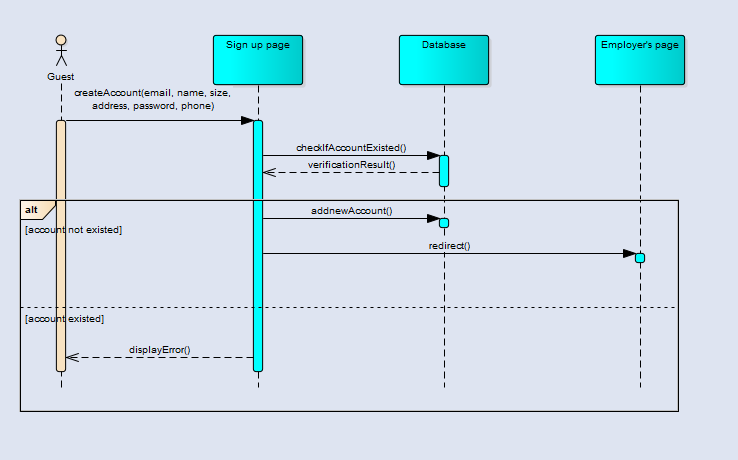 Sign up page
Database
Employer's page
Guest
createAccount(email, name, size,
address, password, phone)
checkIfAccountExisted()
verificationResult()
alt
addnewAccount()
[account not existed]
redirect()
[account existed]
displayError()